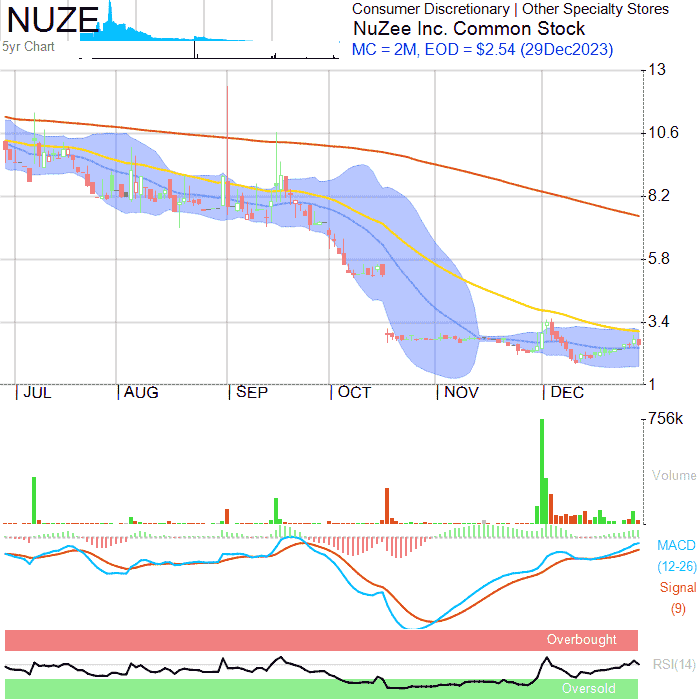 NUZE
5yr Chart
Consumer Discretionary | Other Specialty Stores
NuZee Inc. Common Stock
MC = 2M, EOD = $2.54 (29Dec2023)
13
10.6
8.2
5.8
3.4
1
JUL AUG SEP OCT NOV DEC
756k
Volume
MACD
(12-26)
Signal
(9)
Overbought
RSI(14)
Oversold